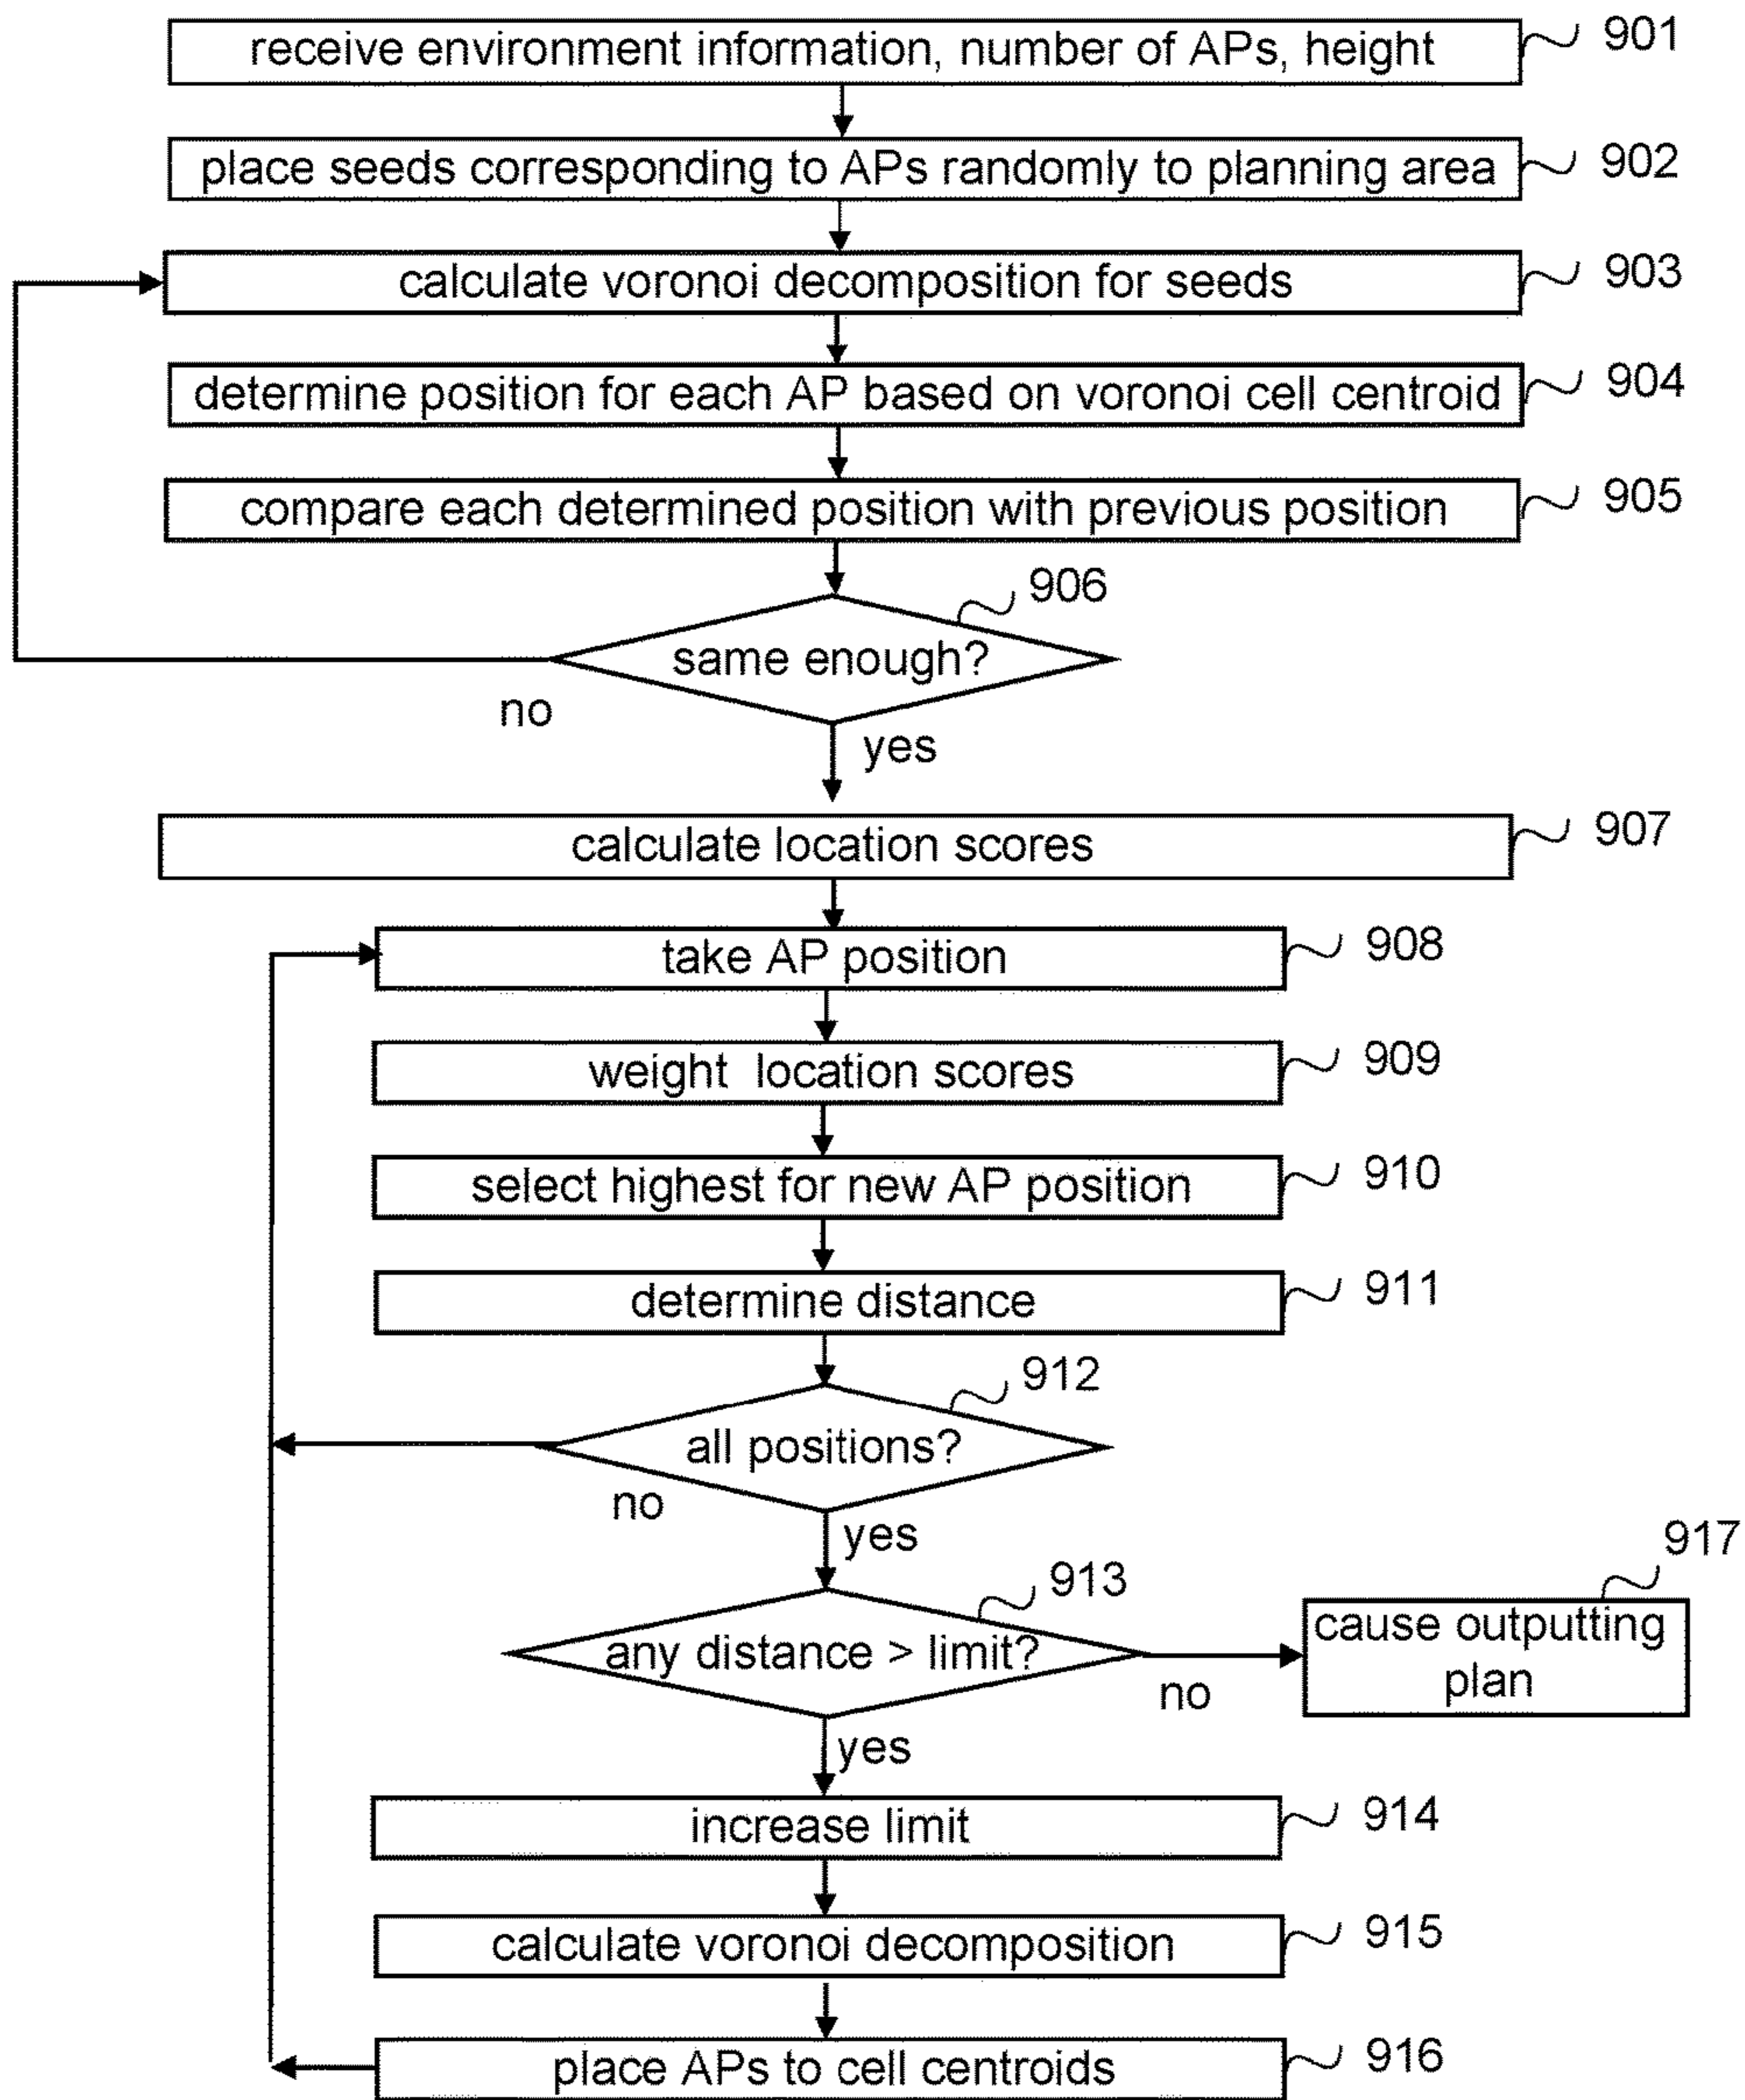 receive environment information, number of APs, height 901
place seeds corresponding to APs randomly to planning area 902
calculate voronoi decomposition for seeds 903
determine position for each AP based on voronoi cell centroid 904
compare each determined position with previous position 905
906
same enough?
no
yes
calculate location scores 907
take AP position 908
weight location scores 909
select highest for new AP position 910
determine distance 911
912
all positions?
no
yes
917
913
any distance > limit?
cause outputting
plan
no
yes
increase limit 914
calculate voronoi decomposition 915
place APs to cell centroids 916